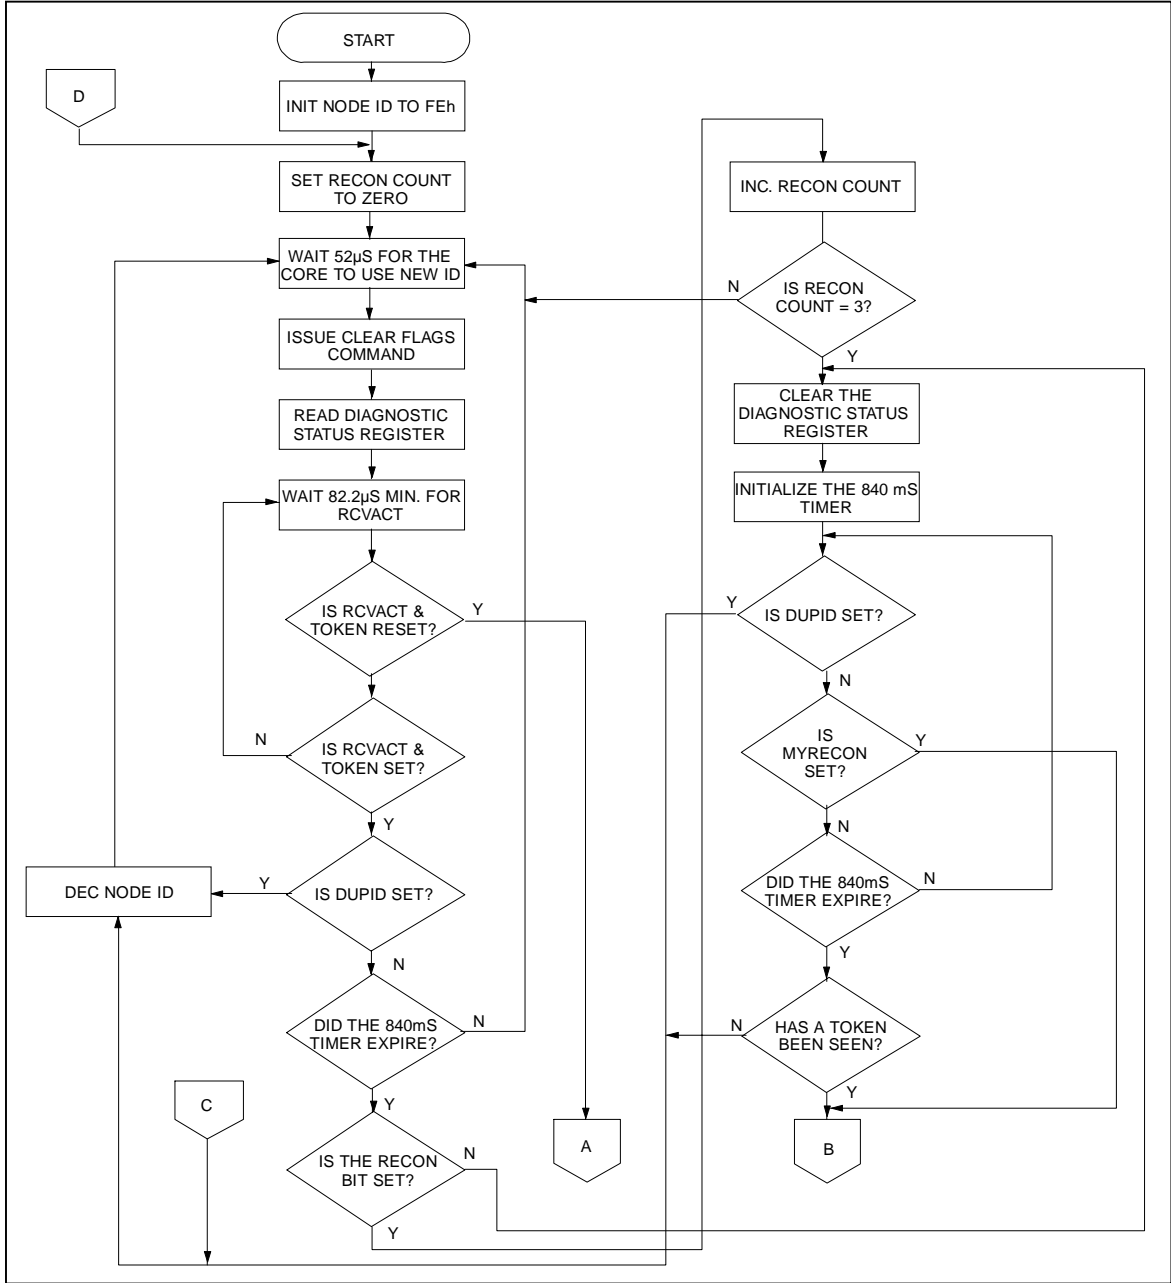 START
D
INIT NODE ID TO FEh
SET RECON COUNT
TO ZERO
WAIT 52µS FOR THE
CORE TO USE NEW ID
ISSUE CLEAR FLAGS
COMMAND
READ DIAGNOSTIC
STATUS REGISTER
WAIT 82.2µS MIN. FOR
RCVACT
IS RCVACT &
TOKEN RESET?
Y
IS RCVACT &
TOKEN SET?
N
Y
IS DUPID SET?
Y
DEC NODE ID
N
DID THE 840mS
TIMER EXPIRE?
N
Y
C
IS THE RECON
BIT SET?
N
Y
A
INC. RECON COUNT
IS RECON
COUNT = 3?
N
Y
CLEAR THE
DIAGNOSTIC STATUS
REGISTER
INITIALIZE THE 840 mS
TIMER
IS DUPID SET?
Y
N
IS
MYRECON
SET?
Y
N
DID THE 840mS
TIMER EXPIRE?
N
Y
HAS A TOKEN
BEEN SEEN?
N
Y
B